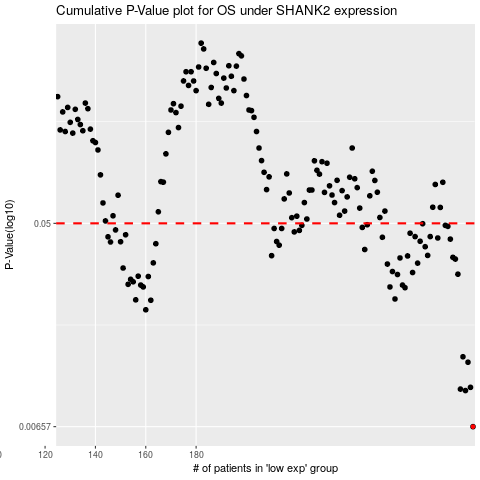 Cumulative P-Value plot for OS under SHANK2 expression
P-Value(log10)
0.05
0.00657
0 120 140 160 180
# of patients in 'low exp' group